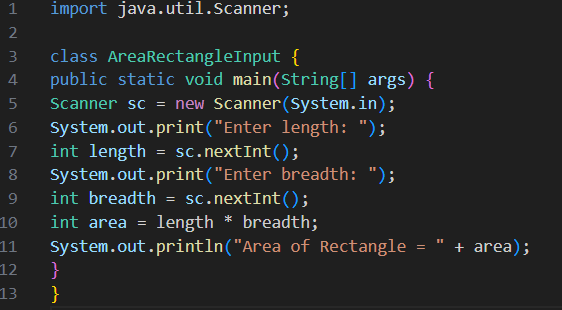 1 import java.util.Scanner;
2
3 class AreaRectangleInput {
4 public static void main(String[] args) {
5 Scanner sc = new Scanner(System.in);
6 System.out.print("Enter length: ");
7 int length = sc.nextInt();
8 System.out.print("Enter breadth: ");
9 int breadth = sc.nextInt();
10 int area = length * breadth;
11 System.out.println("Area of Rectangle = " + area);
12 }
13 }